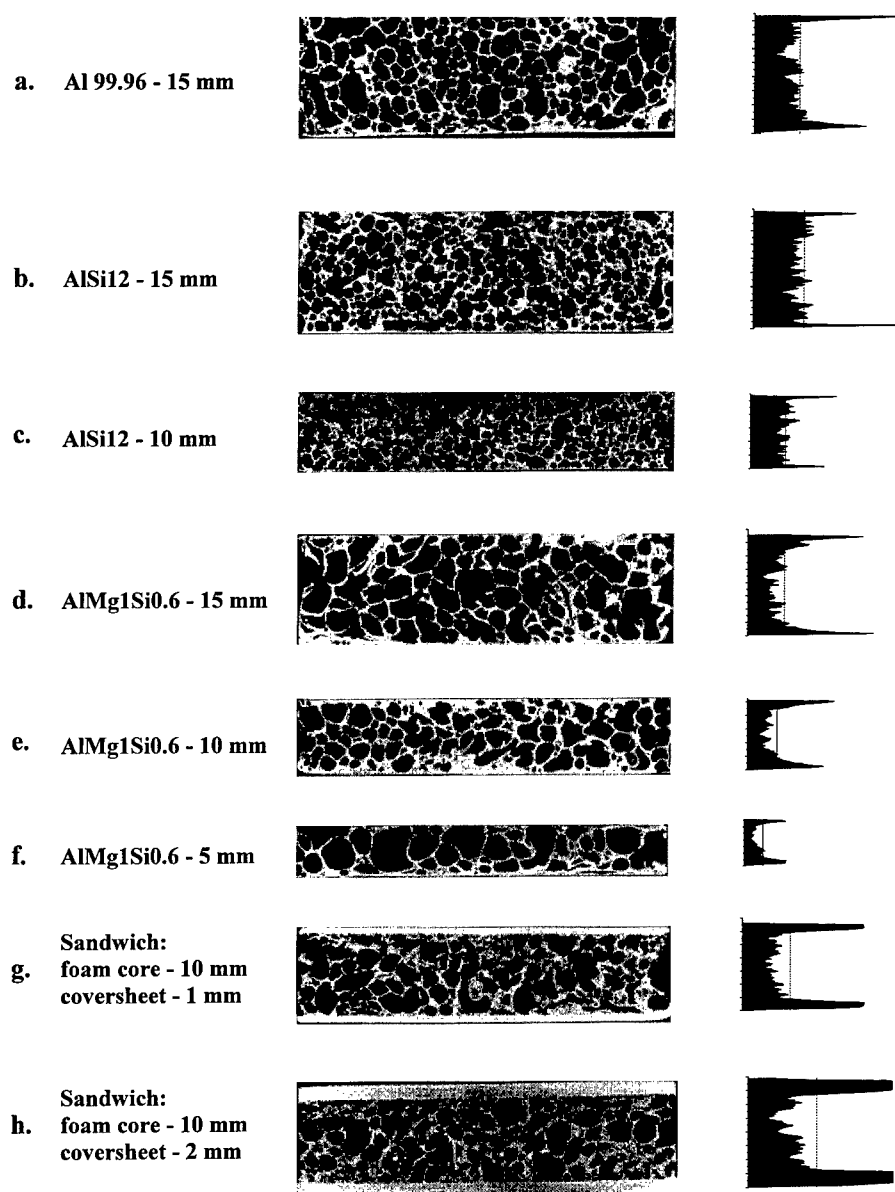 a. Al 99.96 - 15 mm
b. AlSi12 - 15 mm
c. AlSi12 - 10 mm
d. AlMg1Si0.6 - 15 mm
e. AlMg1Si0.6 - 10 mm
f. AlMg1Si0.6 - 5 mm
Sandwich:
g. foam core - 10 mm
coversheet - 1 mm
Sandwich:
h. foam core - 10 mm
coversheet - 2 mm